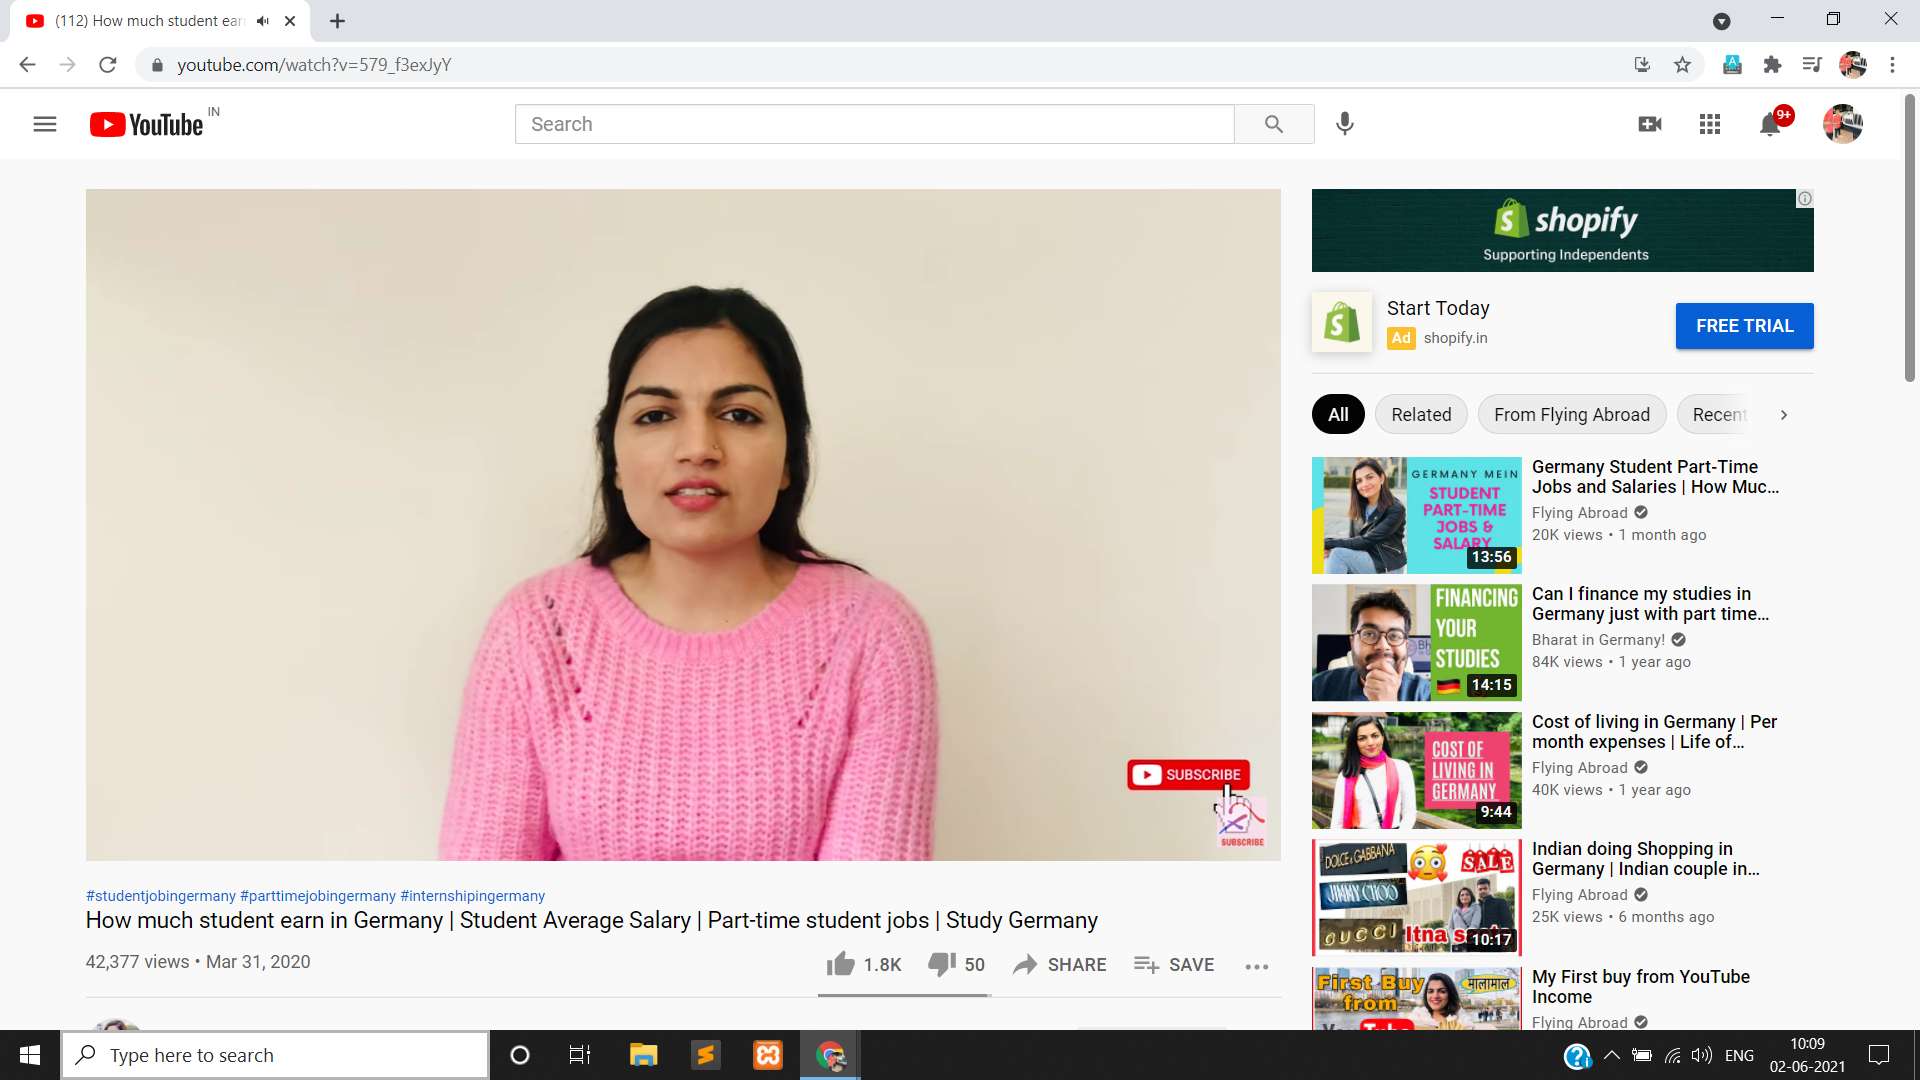 (112) How much student earn
youtube.com/watch?v=579_f3exJyY
YouTube IN
Search
9+
shopify
Supporting Independents
Start Today
Ad shopify.in
FREE TRIAL
All
Related
From Flying Abroad
Recent
GERMANY MEIN
STUDENT
PART-TIME
JOBS &
SALARY
13:56
Germany Student Part-Time
Jobs and Salaries | How Muc...
Flying Abroad
20K views • 1 month ago
FINANCING
YOUR
STUDIES
14:15
Can I finance my studies in
Germany just with part time...
Bharat in Germany!
84K views • 1 year ago
COST OF
LIVING IN
GERMANY
9:44
Cost of living in Germany | Per
month expenses | Life of...
Flying Abroad
40K views • 1 year ago
DOLCE & GABBANA
SALE
JIMMY CHOO
GUCCI
Itna
10:17
Indian doing Shopping in
Germany | Indian couple in...
Flying Abroad
25K views • 6 months ago
First Buy
from
मालामाल
My First buy from YouTube
Income
Flying Abroad
SUBSCRIBE
SUBSCRIBE
#studentjobingermany #parttimejobingermany #internshipingermany
How much student earn in Germany | Student Average Salary | Part-time student jobs | Study Germany
42,377 views • Mar 31, 2020
1.8K
50
SHARE
SAVE
Type here to search
ENG
10:09
02-06-2021